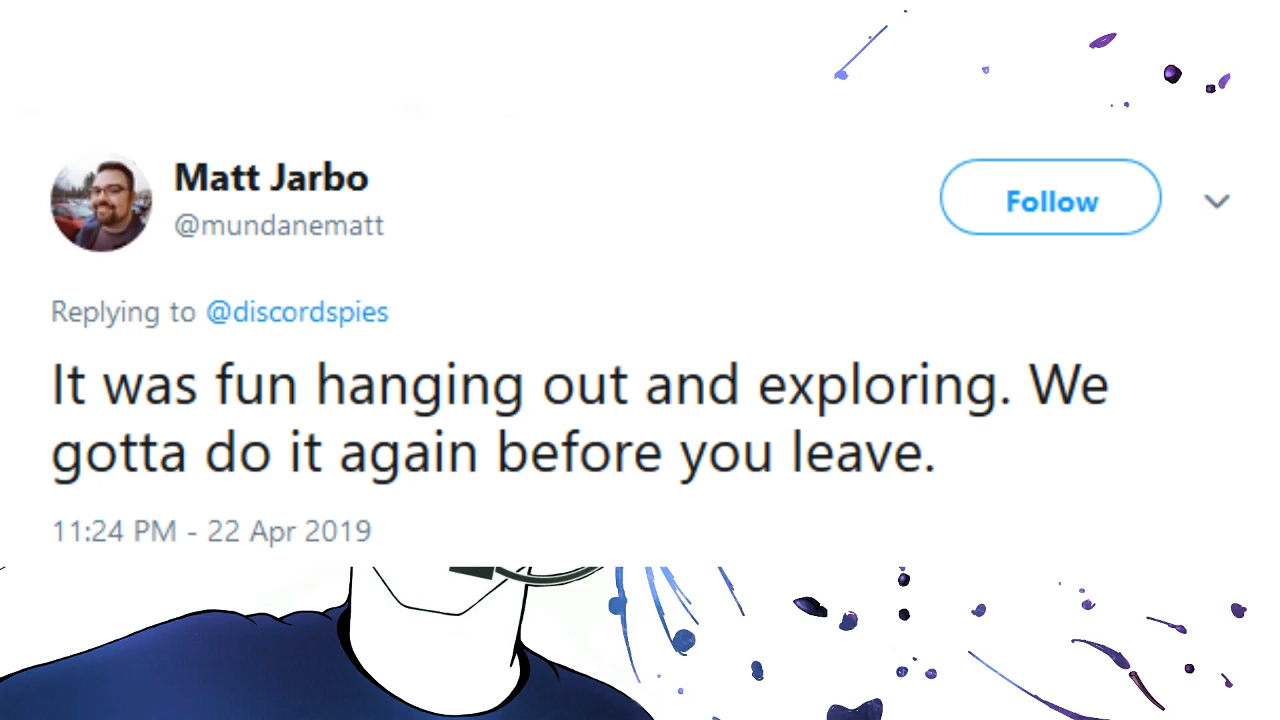 Matt Jarbo
@mundanematt
Follow
Replying to @discordspies
It was fun hanging out and exploring. We
gotta do it again before you leave.
11:24 PM - 22 Apr 2019